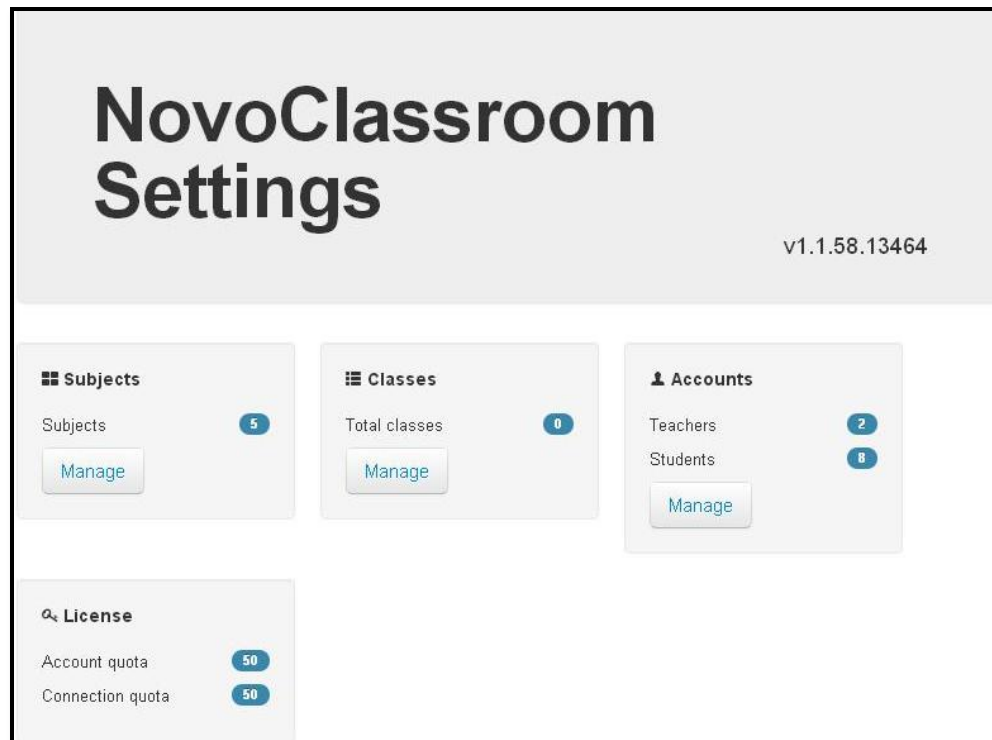 NovoClassroom
Settings
v1.1.58.13464
Subjects
Subjects 5
Manage
Classes
Total classes 0
Manage
Accounts
Teachers 2
Students 8
Manage
License
Account quota 50
Connection quota 50